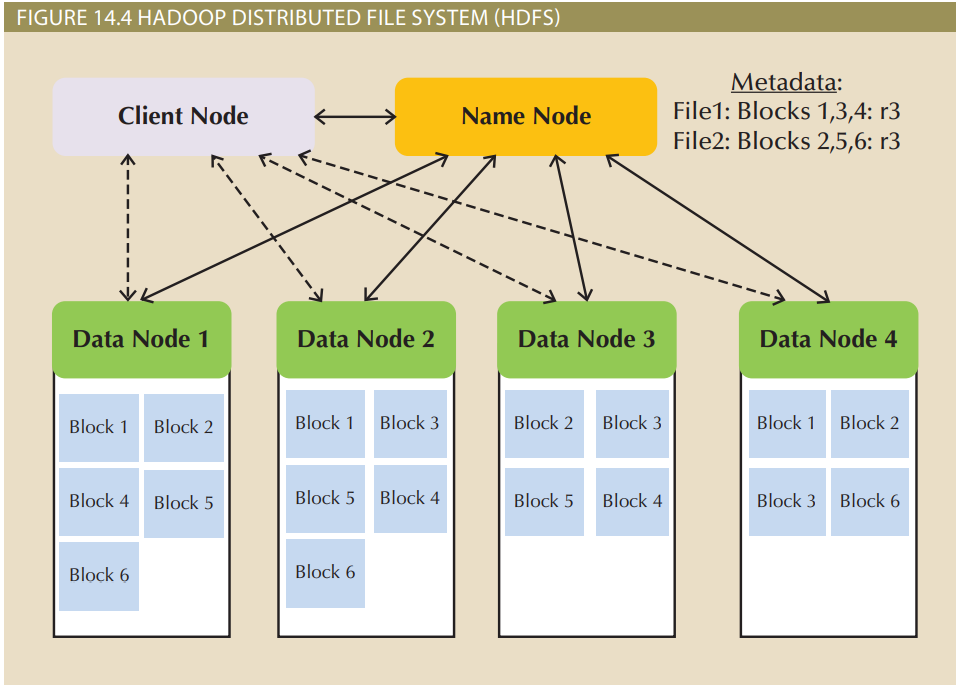 FIGURE 14.4 HADOOP DISTRIBUTED FILE SYSTEM (HDFS)
Client Node
Name Node
Metadata:
File1: Blocks 1,3,4: r3
File2: Blocks 2,5,6: r3
Data Node 1
Block 1 Block 2
Block 4 Block 5
Block 6
Data Node 2
Block 1 Block 3
Block 5 Block 4
Block 6
Data Node 3
Block 2 Block 3
Block 5 Block 4
Data Node 4
Block 1 Block 2
Block 3 Block 6